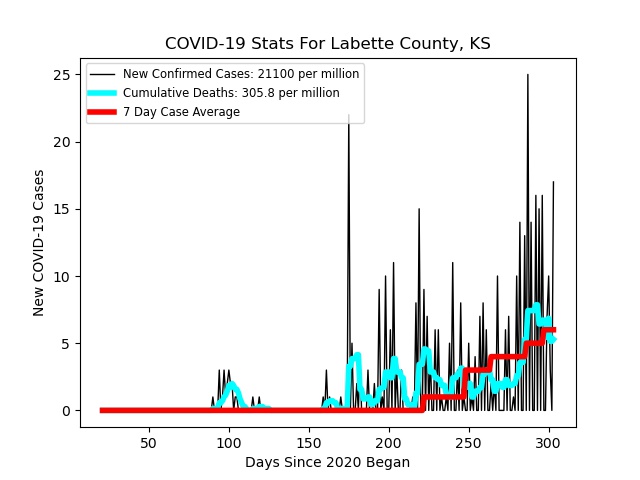 COVID-19 Stats For Labette County, KS
New Confirmed Cases: 21100 per million
Cumulative Deaths: 305.8 per million
7 Day Case Average
25
20
15
10
5
0
New COVID-19 Cases
50 100 150 200 250 300
Days Since 2020 Began